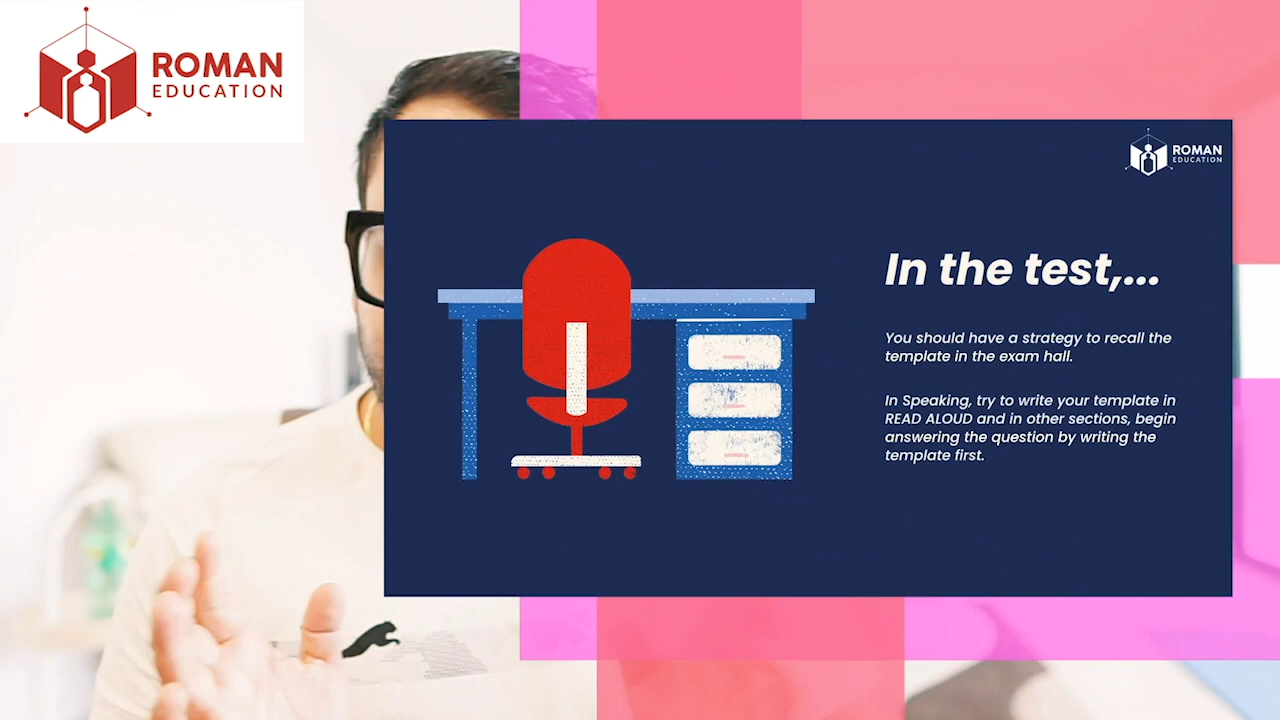 ROMAN
EDUCATION
ROMAN
EDUCATION
In the test,...
You should have a strategy to recall the
template in the exam hall.
In Speaking, try to write your template in
READ ALOUD and in other sections, begin
answering the question by writing the
template first.